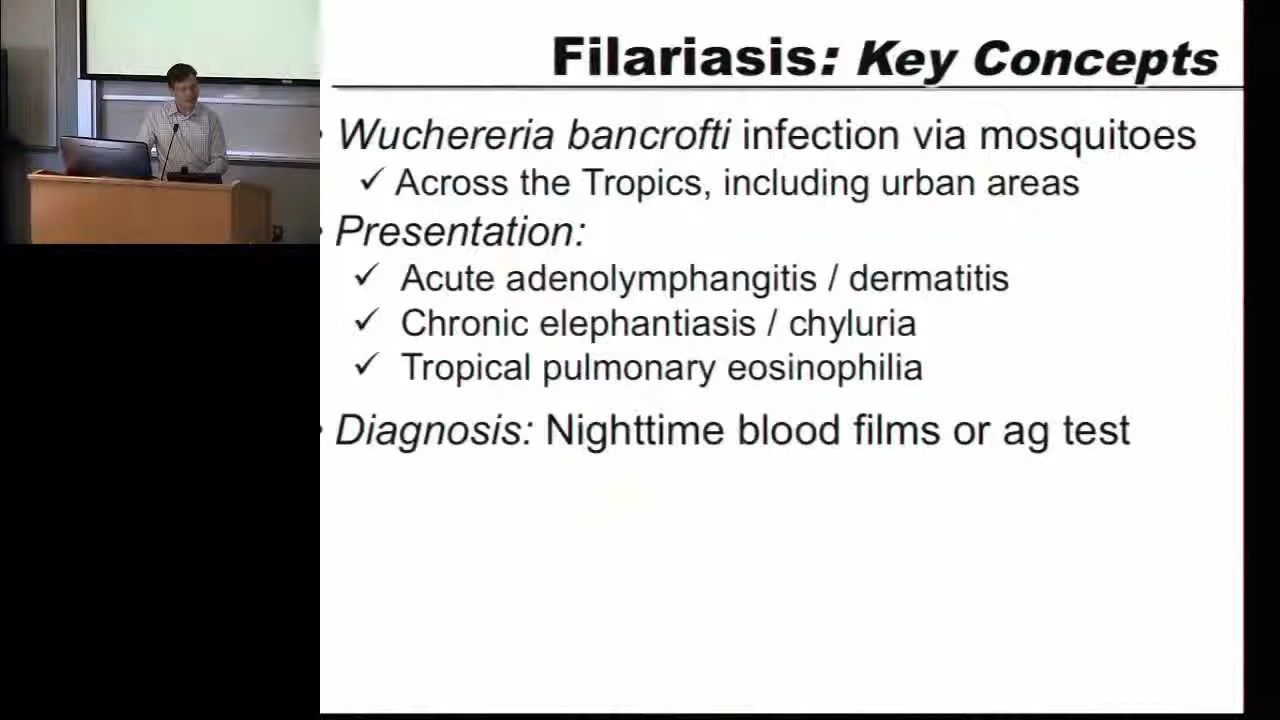 Filariasis: Key Concepts
• Wuchereria bancrofti infection via mosquitoes
✓ Across the Tropics, including urban areas
• Presentation:
✓ Acute adenolymphangitis / dermatitis
✓ Chronic elephantiasis / chyluria
✓ Tropical pulmonary eosinophilia
• Diagnosis: Nighttime blood films or ag test